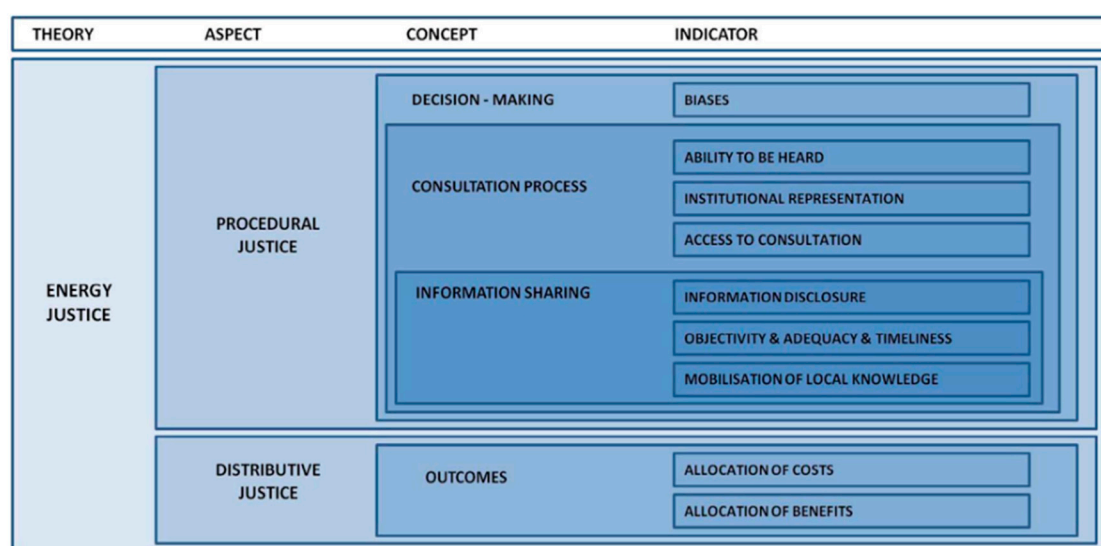 THEORY ASPECT CONCEPT INDICATOR
DECISION - MAKING BIASES
ABILITY TO BE HEARD
CONSULTATION PROCESS
INSTITUTIONAL REPRESENTATION
PROCEDURAL
JUSTICE
ACCESS TO CONSULTATION
ENERGY
JUSTICE
INFORMATION SHARING INFORMATION DISCLOSURE
OBJECTIVITY & ADEQUACY & TIMELINESS
MOBILISATION OF LOCAL KNOWLEDGE
DISTRIBUTIVE
JUSTICE
OUTCOMES
ALLOCATION OF COSTS
ALLOCATION OF BENEFITS